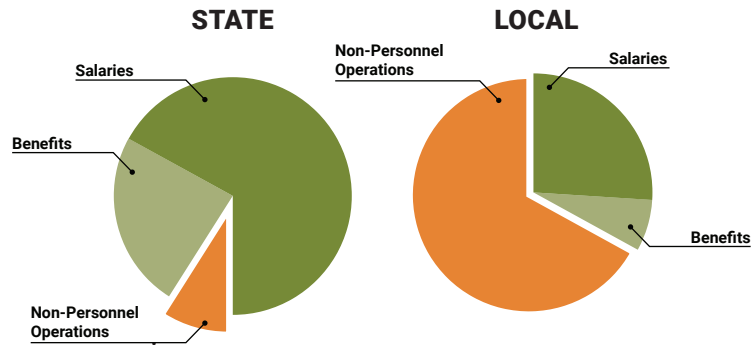 STATE
Salaries
Benefits
Non-Personnel
Operations
LOCAL
Non-Personnel
Operations
Salaries
Benefits